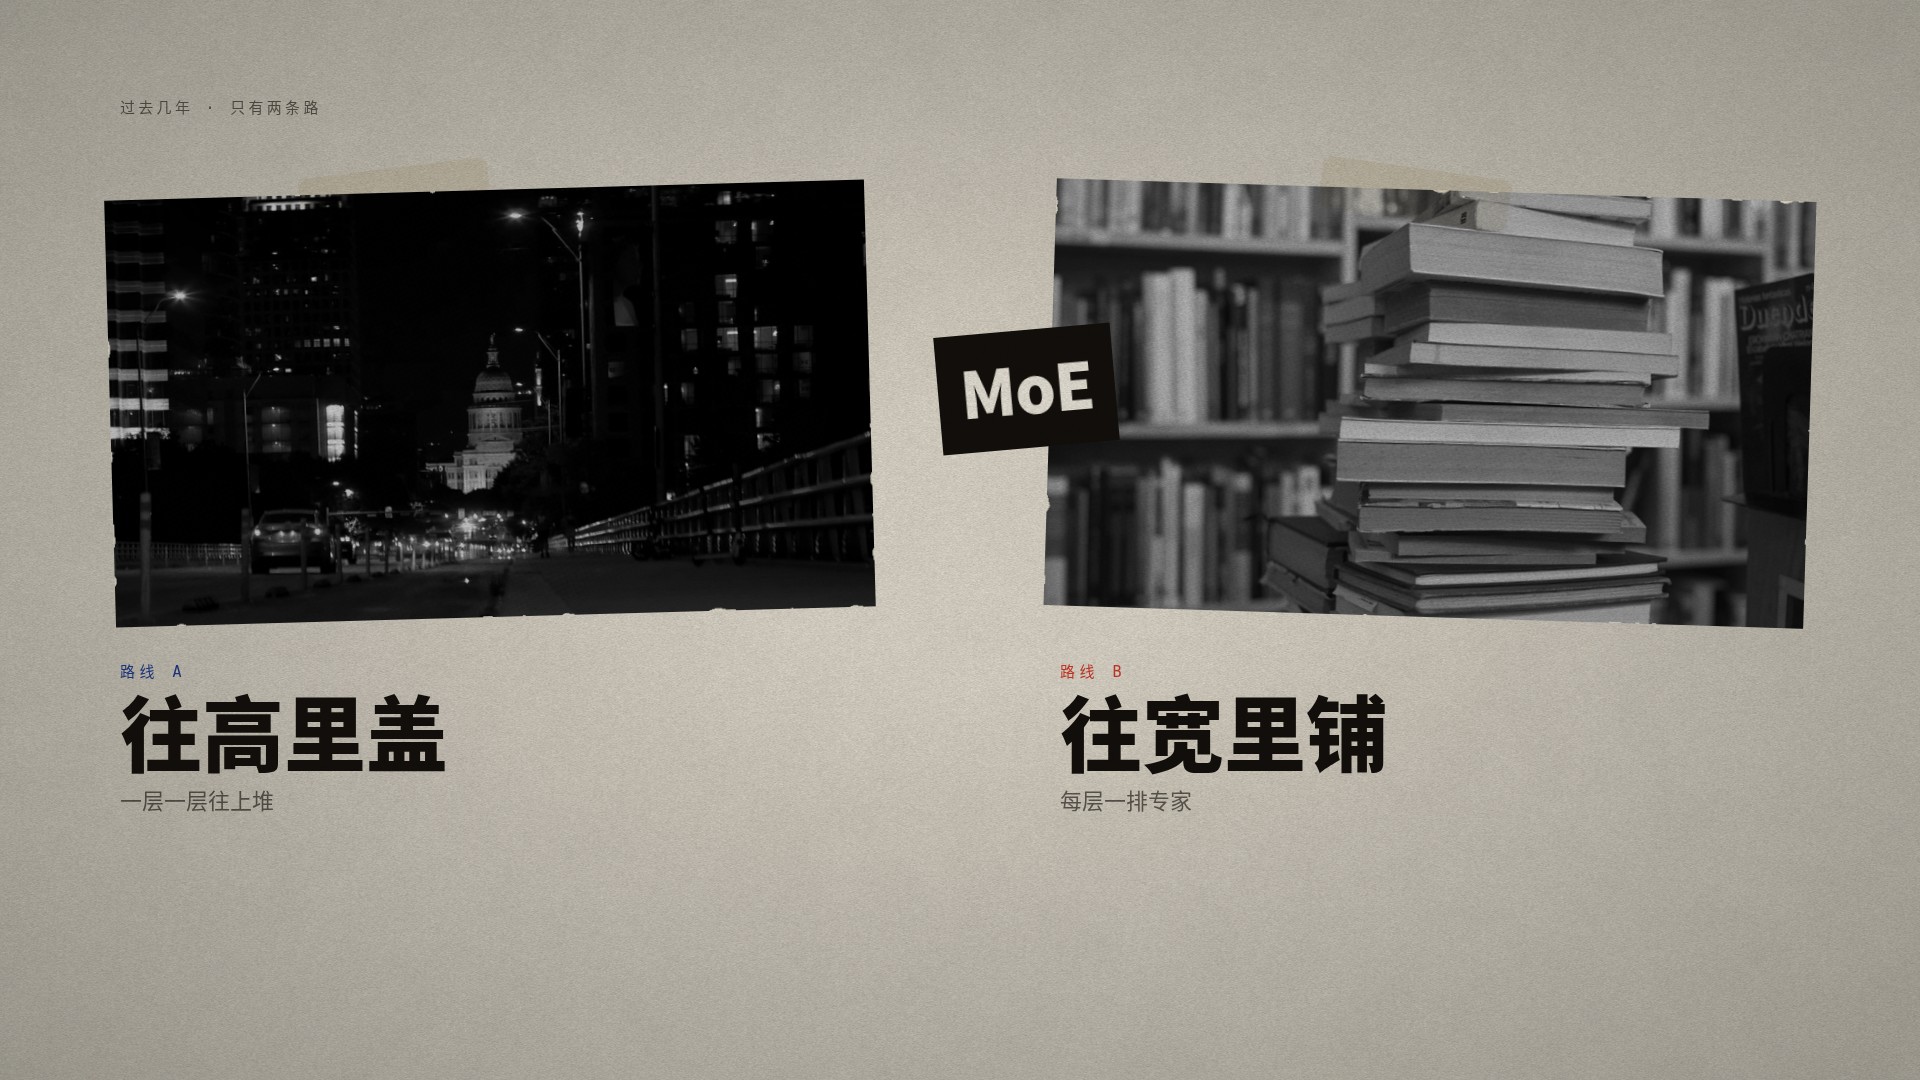 过去几年 · 只有两条路
MoE
Duends
路线 A
往高里盖
一层一层往上堆
路线 B
往宽里铺
每层一排专家